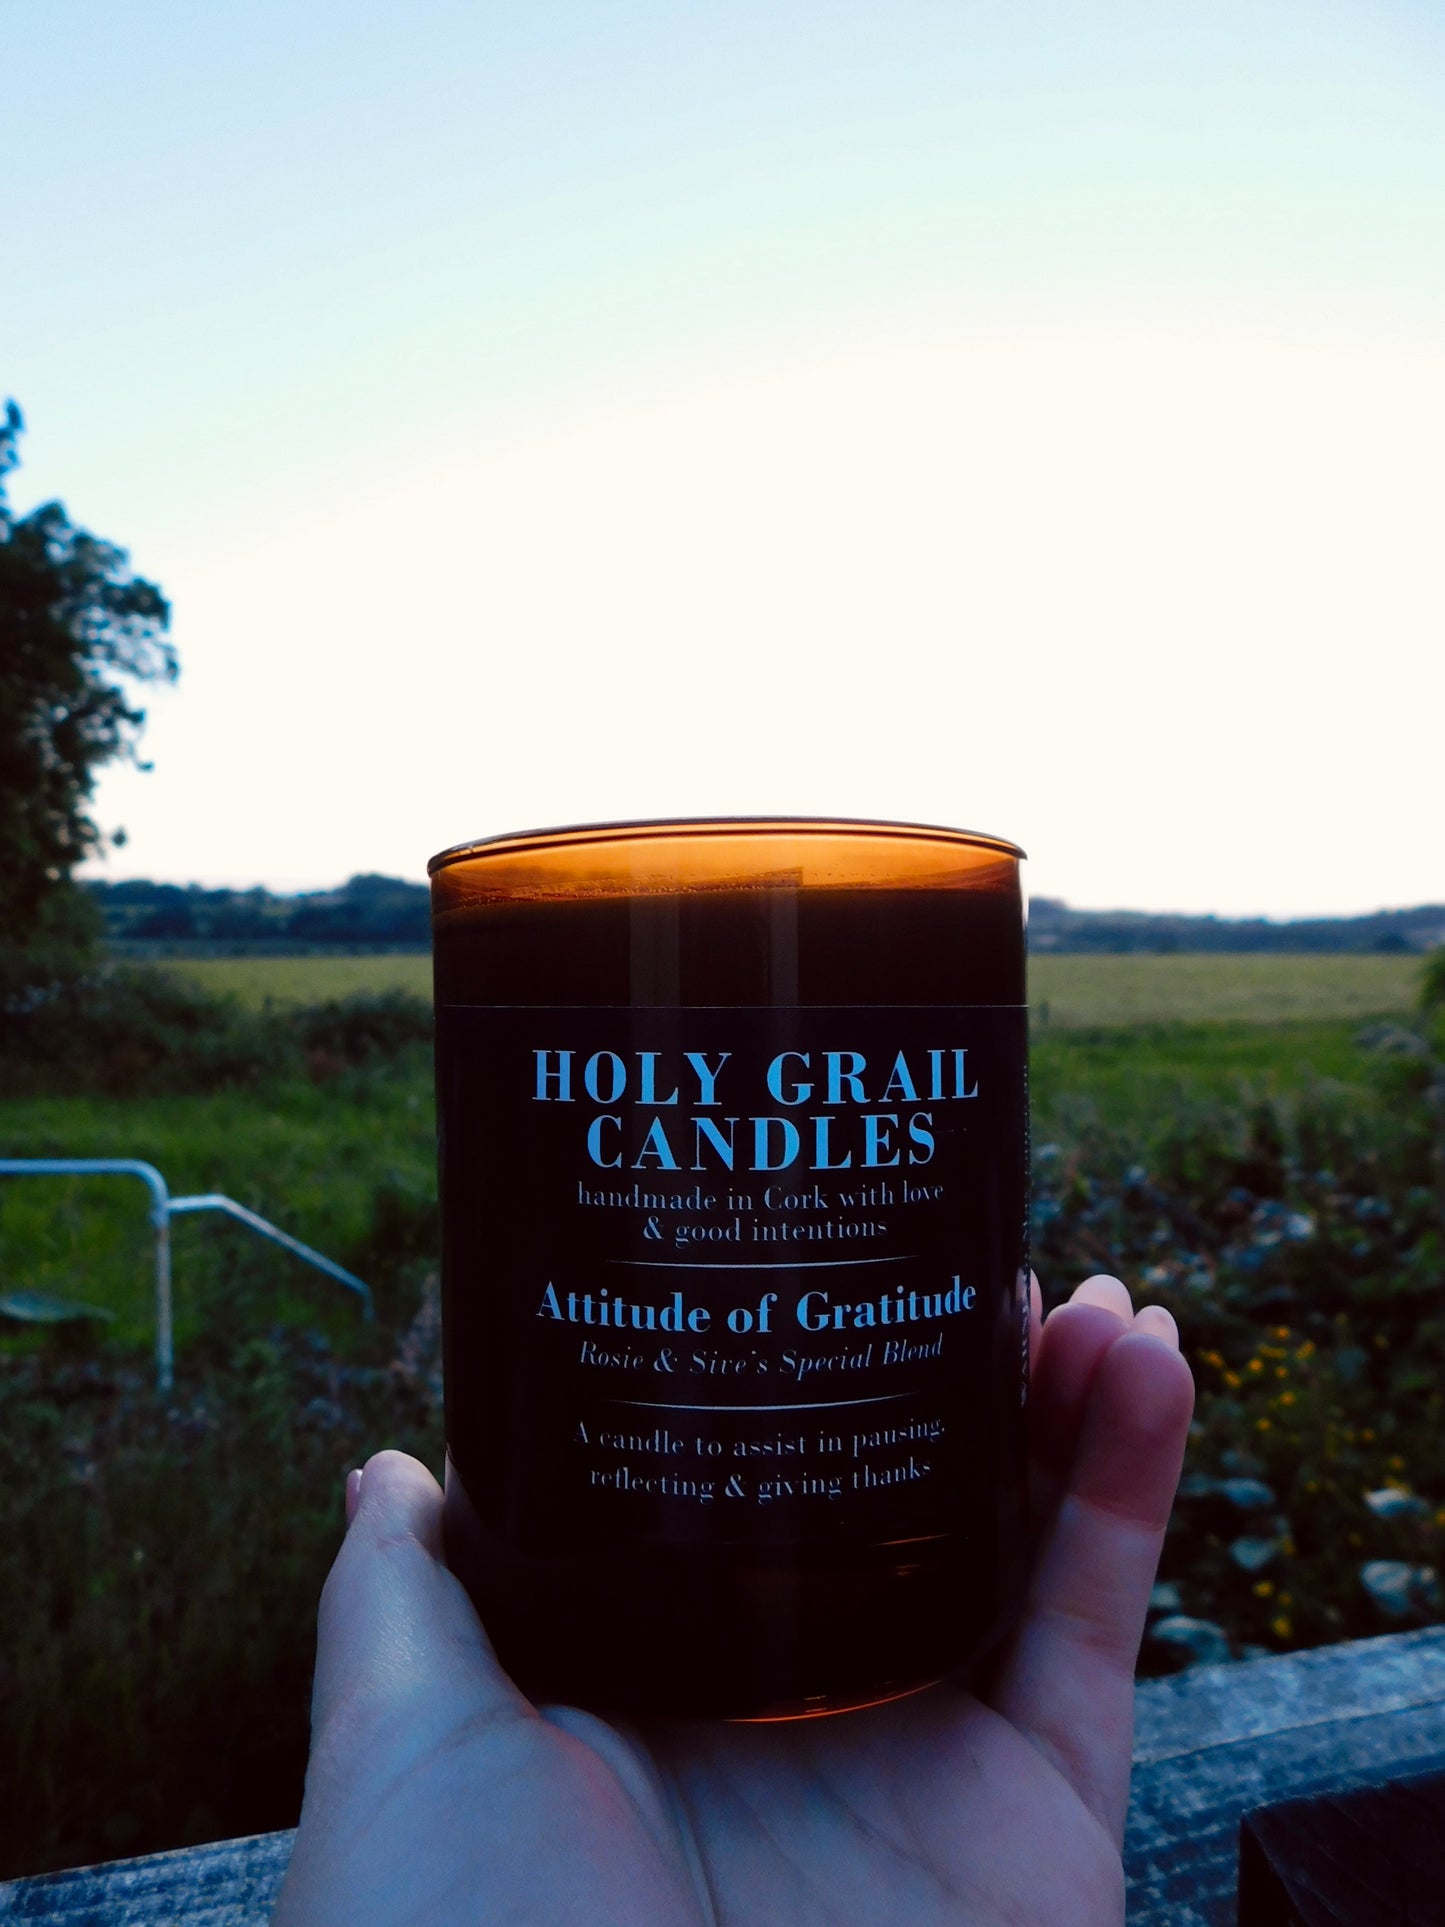 HOLY GRAIL
CANDLES
handmade in Cork with love
& good intentions
Attitude of Gratitude
Rosie & Sive's Special Blend
A candle to assist in pausing,
reflecting & giving thanks